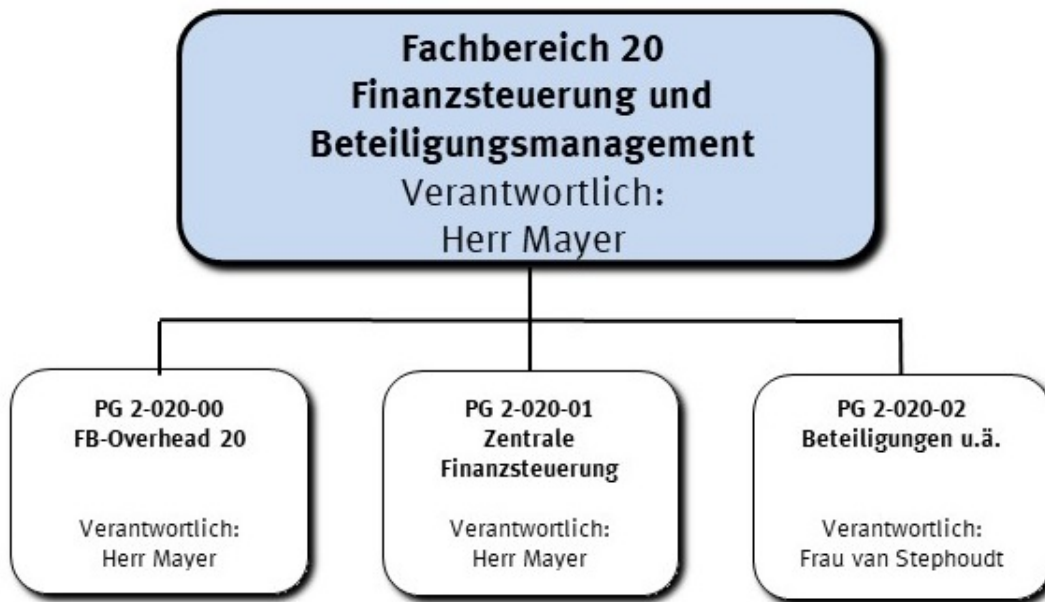 Fachbereich 20
Finanzsteuerung und
Beteiligungsmanagement
Verantwortlich:
Herr Mayer
PG 2-020-00
FB-Overhead 20
Verantwortlich:
Herr Mayer
PG 2-020-01
Zentrale
Finanzsteuerung
Verantwortlich:
Herr Mayer
PG 2-020-02
Beteiligungen u.ä.
Verantwortlich:
Frau van Stephoudt